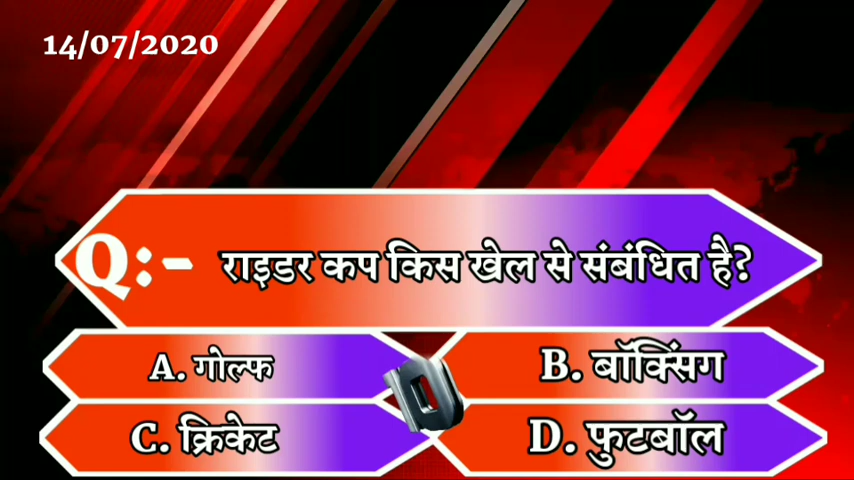 14/07/2020
Q:- राइडर कप किस खेल से संबंधित है?
A. गोल्फ
B. बॉक्सिंग
C. क्रिकेट
D. फुटबॉल